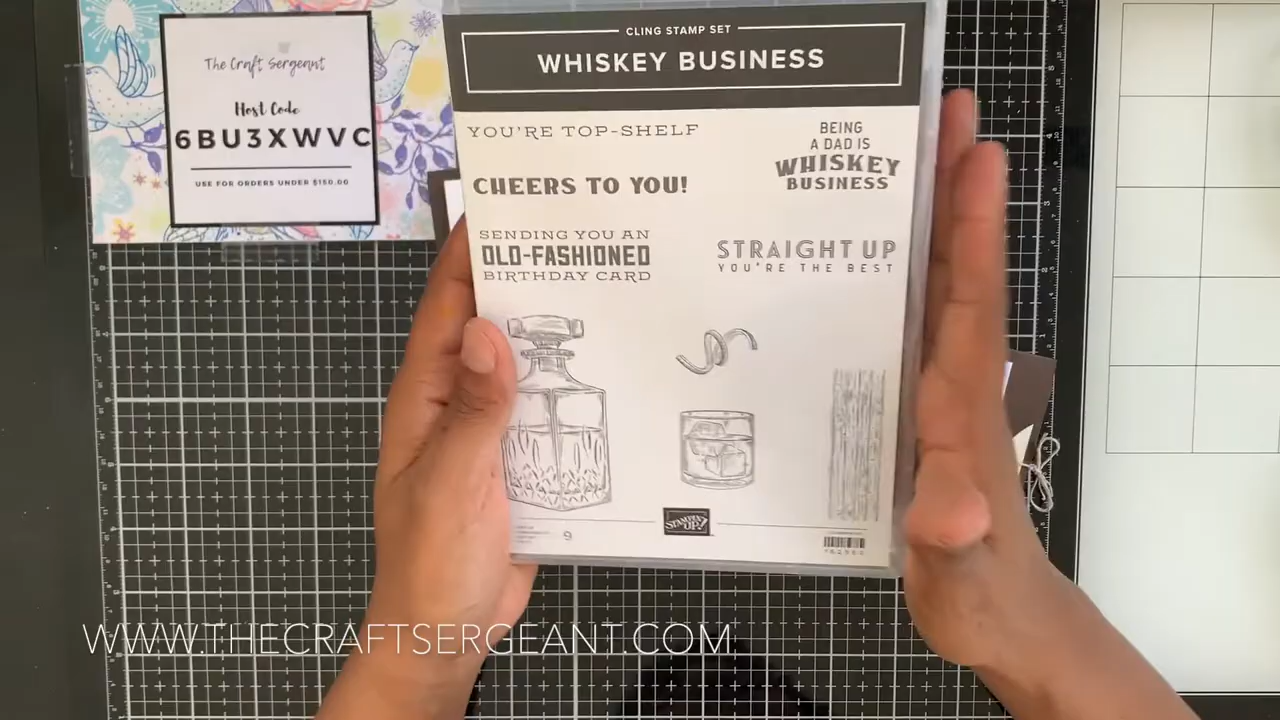 The Craft Sergeant
Host Code
6BU3XWVC
USE FOR ORDERS UNDER $150.00
CLING STAMP SET
WHISKEY BUSINESS
YOU'RE TOP-SHELF
BEING
A DAD IS
WHISKEY
BUSINESS
CHEERS TO YOU!
SENDING YOU AN
OLD-FASHIONED
BIRTHDAY CARD
STRAIGHT UP
YOU'RE THE BEST
STAMPIN' UP!
9
WWW.THECRAFTSERGEANT.COM